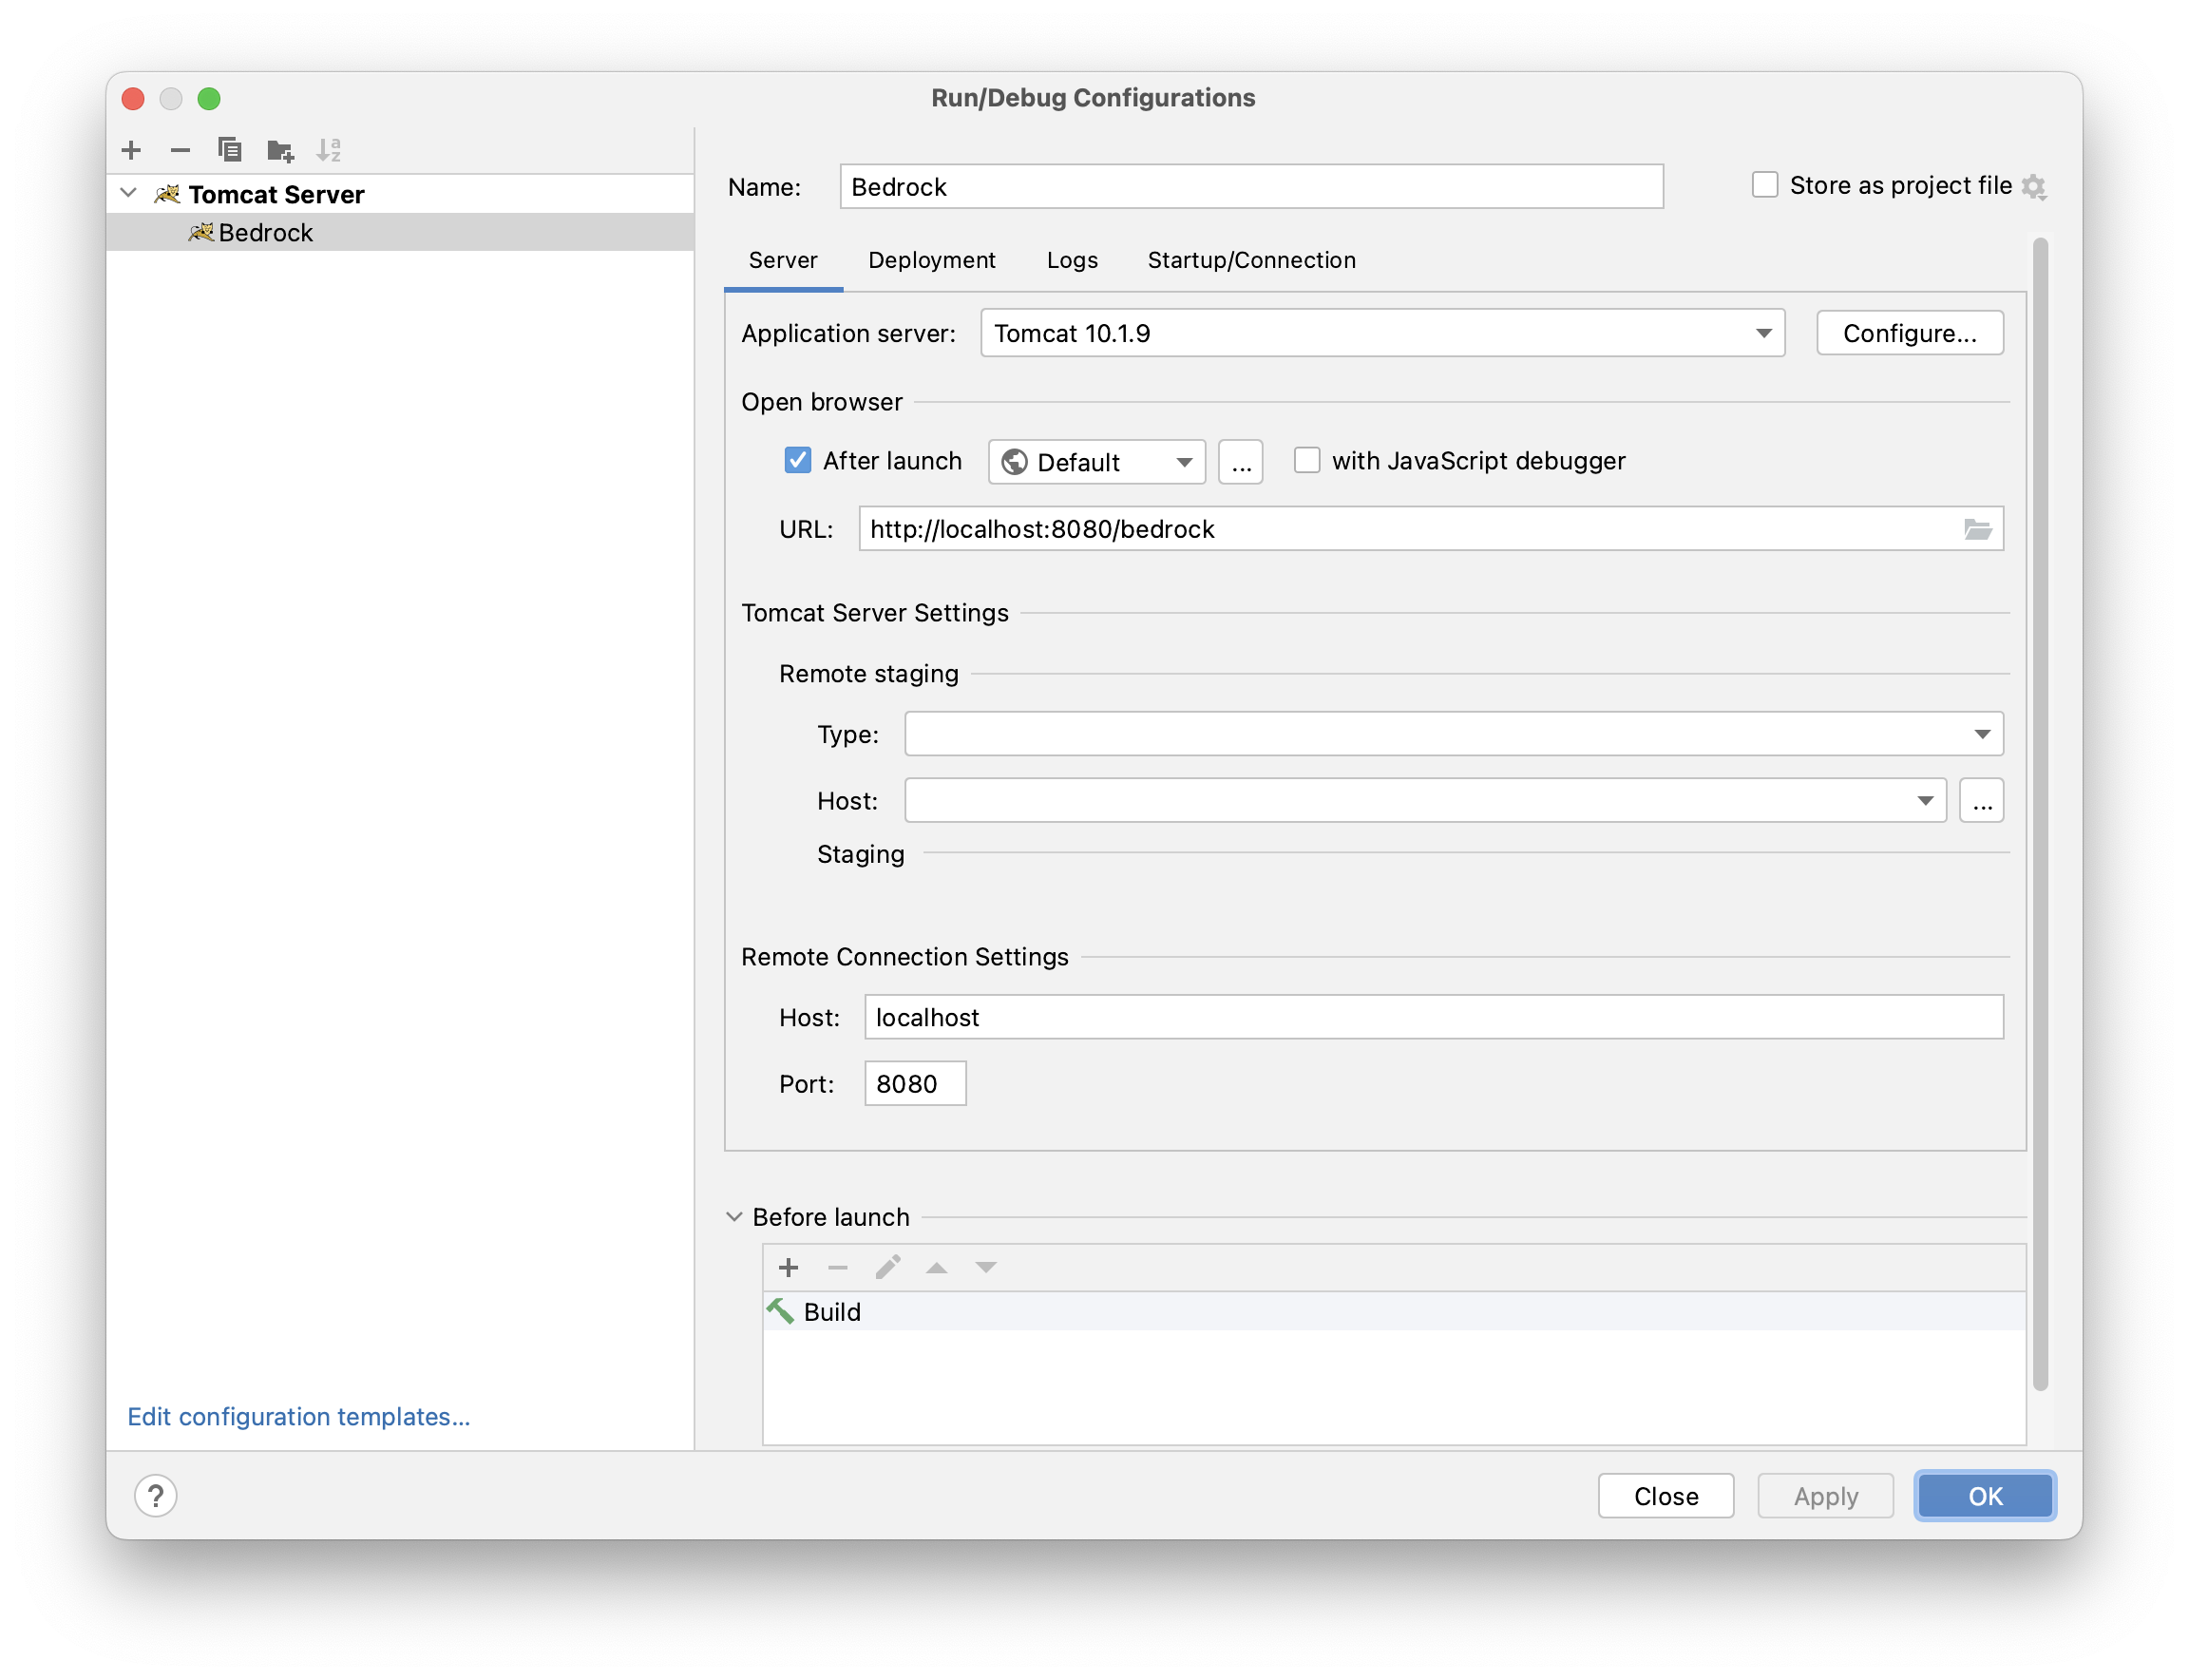 Run/Debug Configurations
Tomcat Server
Bedrock
Edit configuration templates...
Name: Bedrock
Store as project file
Server Deployment Logs Startup/Connection
Application server: Tomcat 10.1.9 Configure...
Open browser
After launch Default ... with JavaScript debugger
URL: http://localhost:8080/bedrock
Tomcat Server Settings
Remote staging
Type:
Host: ...
Staging
Remote Connection Settings
Host: localhost
Port: 8080
Before launch
Build
? Close Apply OK